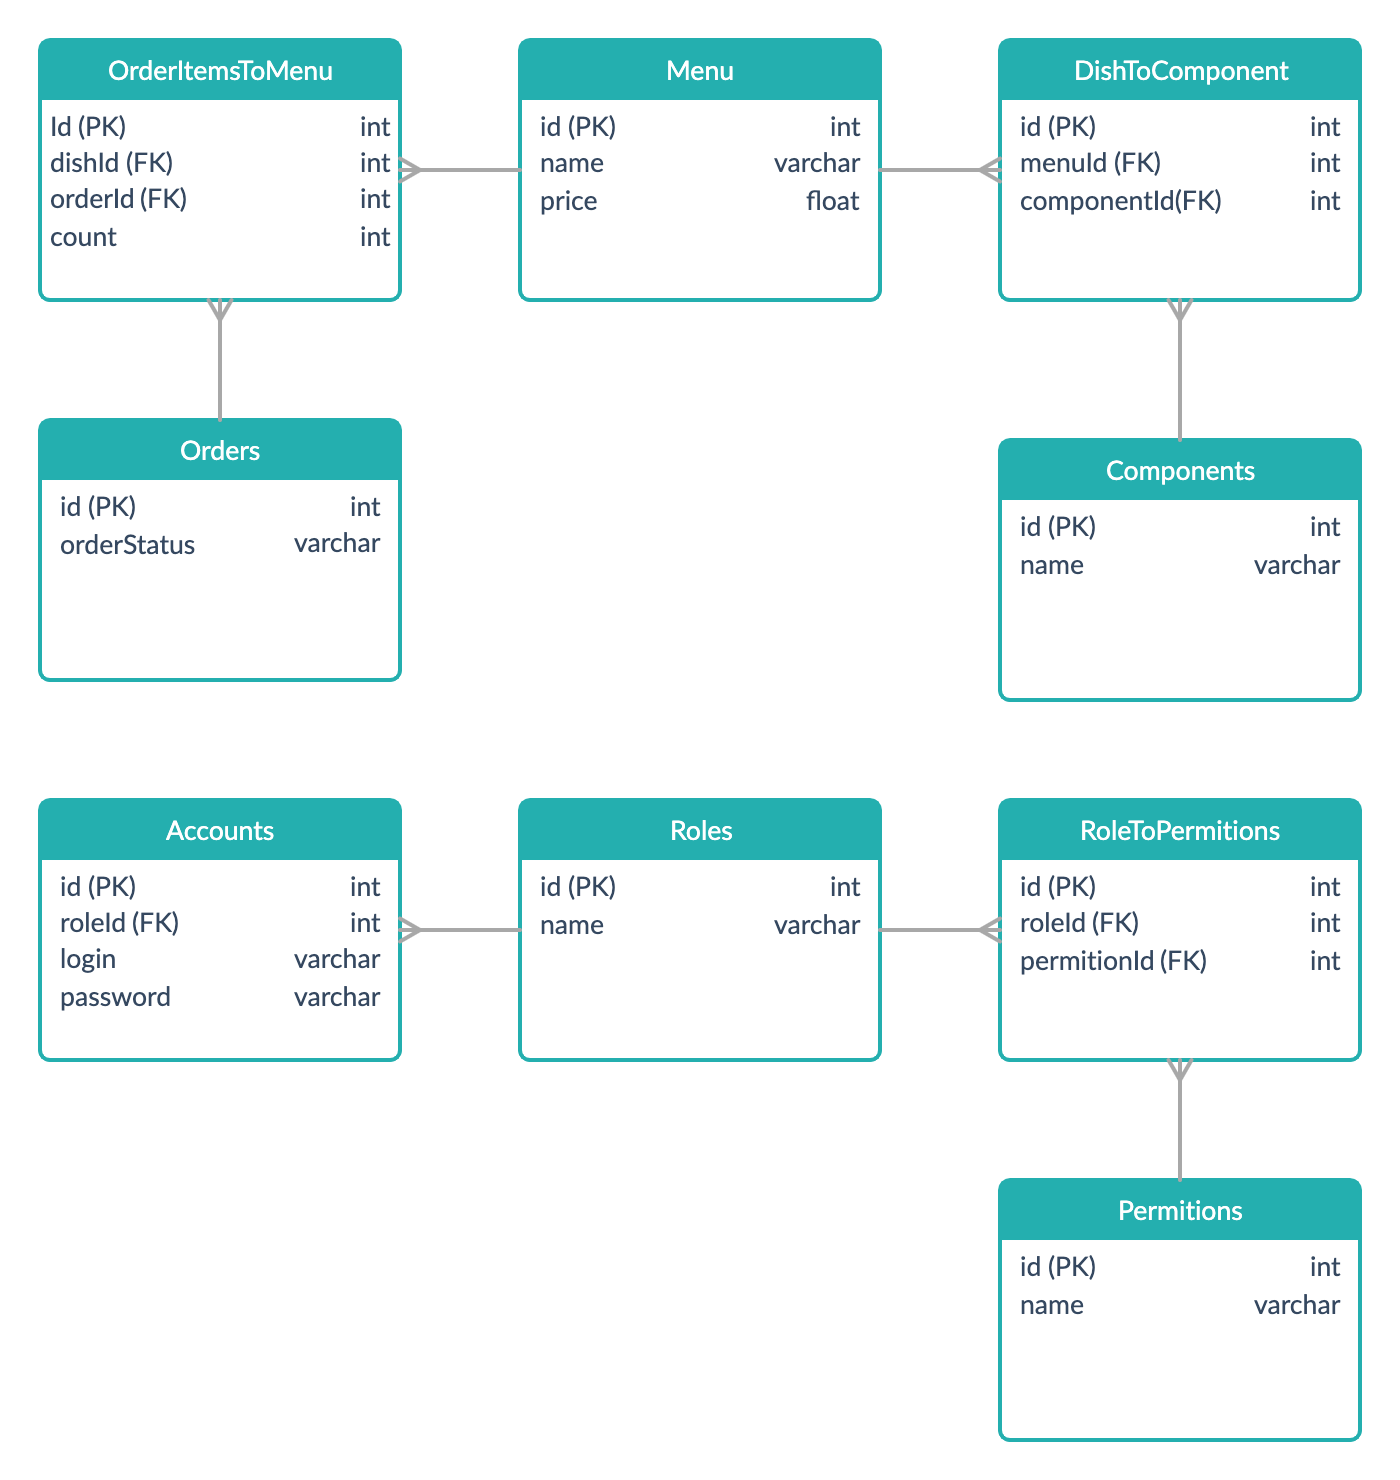 OrderItemsToMenu
Id (PK) int
dishId (FK) int
orderId (FK) int
count int
Menu
id (PK) int
name varchar
price float
DishToComponent
id (PK) int
menuId (FK) int
componentId(FK) int
Orders
id (PK) int
orderStatus varchar
Components
id (PK) int
name varchar
Accounts
id (PK) int
roleId (FK) int
login varchar
password varchar
Roles
id (PK) int
name varchar
RoleToPermitions
id (PK) int
roleId (FK) int
permitionId (FK) int
Permitions
id (PK) int
name varchar